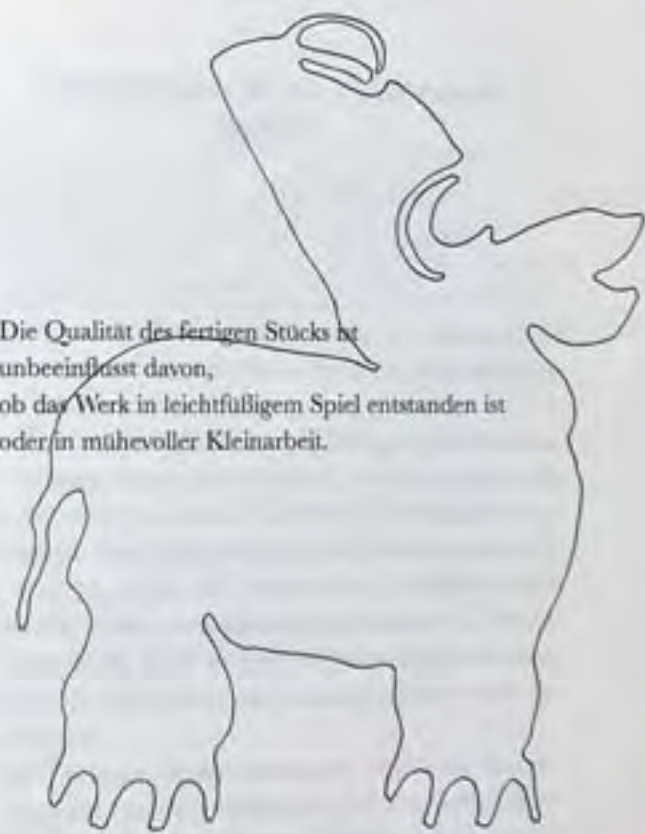 Die Qualität des fertigen Stücks ist
unbeeinflusst davon,
ob das Werk in leichtfüßigem Spiel entstanden ist
oder in mühevoller Kleinarbeit.